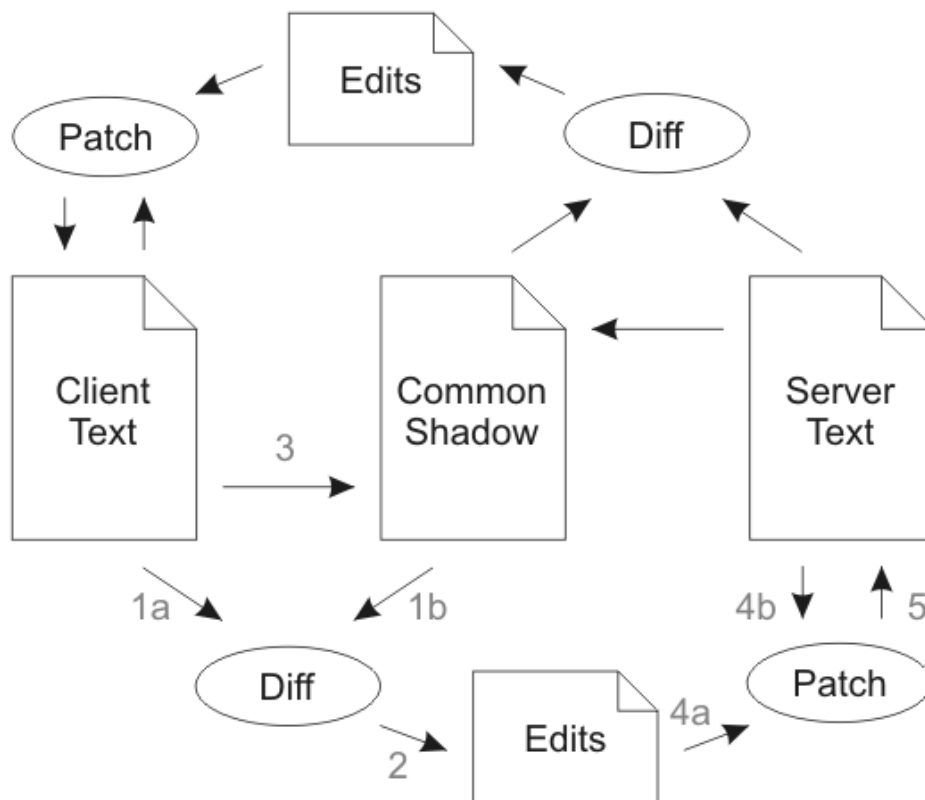 Edits
Patch
Diff
Client
Text
Common
Shadow
Server
Text
3
1a
1b
4b
5
Diff
Patch
4a
Edits
2